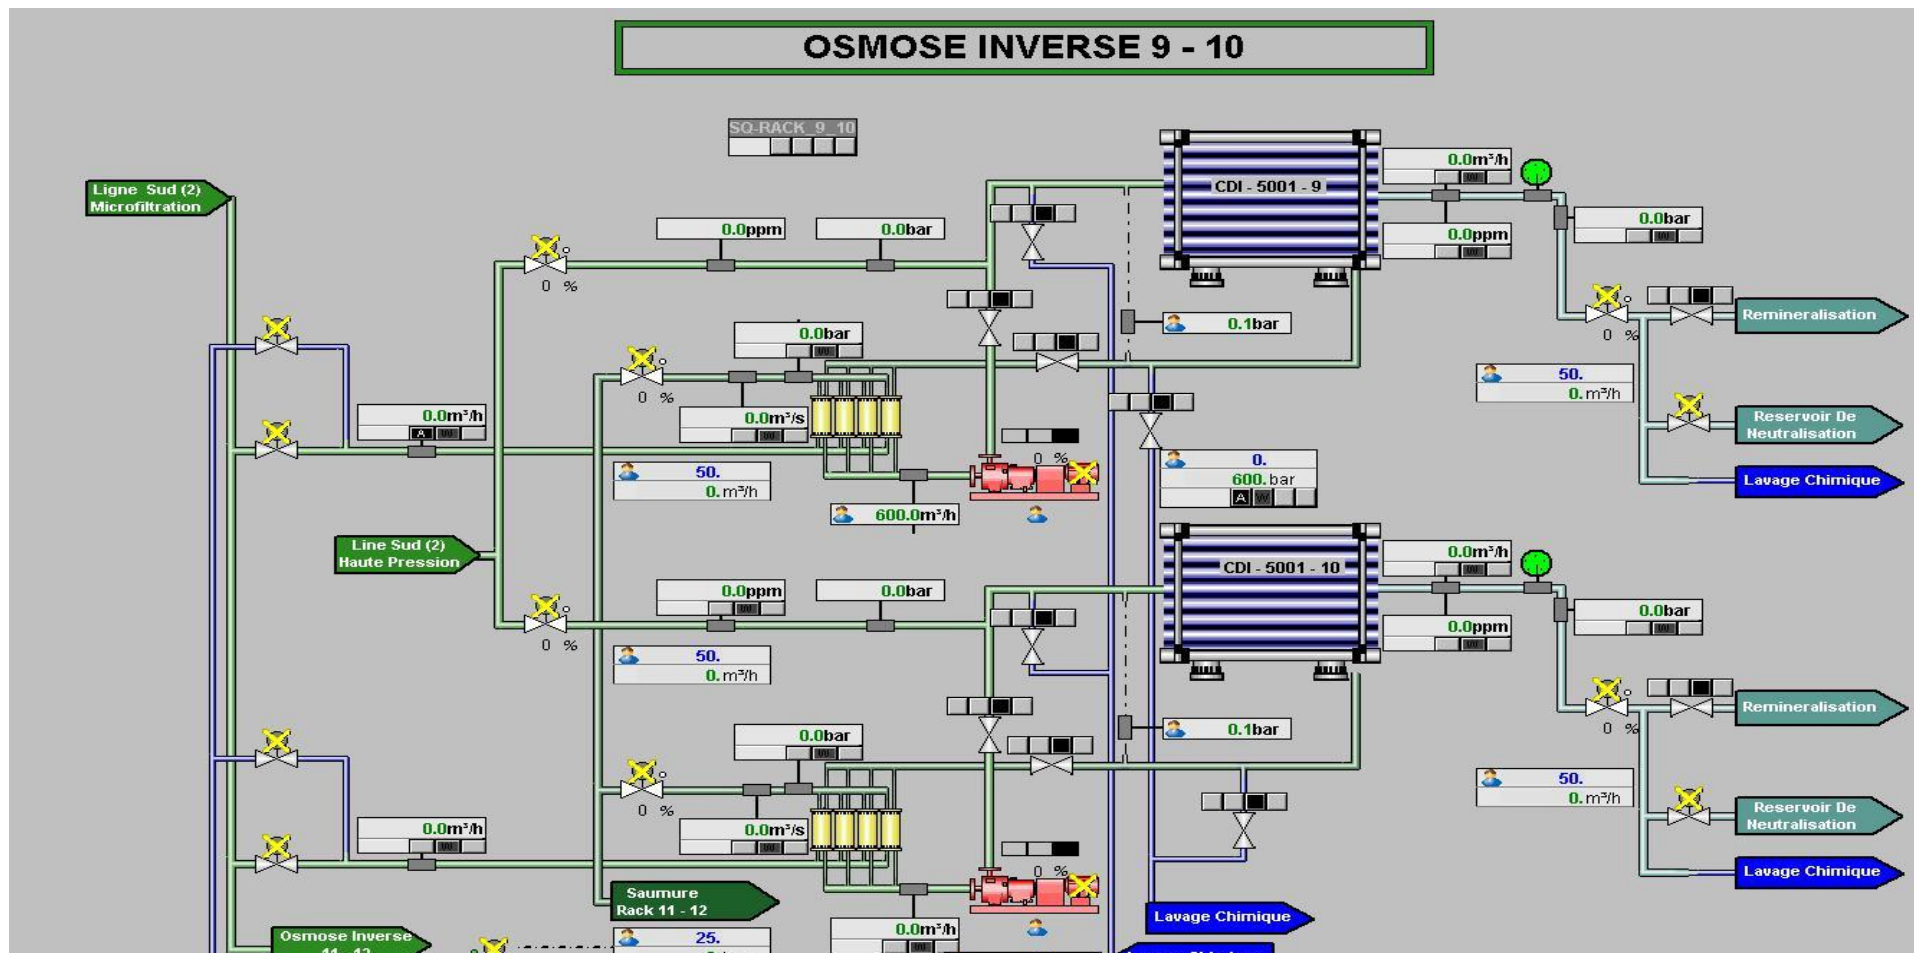 OSMOSE INVERSE 9 - 10
SQ-RACK_9_10
Ligne Sud (2)
Microfiltration
0.0ppm
0.0bar
0 %
CDI - 5001 - 9
0.0m³/h
0.0ppm
0.0bar
0.1bar
0 %
Remineralisation
50.
0. m³/h
Reservoir De
Neutralisation
Lavage Chimique
0.0bar
0 %
0.0m³/s
0.0m³/h
A W
50.
0. m³/h
0 %
600.0m³/h
0.
600. bar
A W
Line Sud (2)
Haute Pression
0.0ppm
W
0.0bar
0 %
50.
0. m³/h
CDI - 5001 - 10
0.0m³/h
0.0ppm
0.0bar
0.1bar
0 %
Remineralisation
50.
0. m³/h
Reservoir De
Neutralisation
Lavage Chimique
0.0bar
0 %
0.0m³/s
0.0m³/h
0 %
Saumure
Rack 11 - 12
Lavage Chimique
Osmose Inverse
25.
0.0m³/h